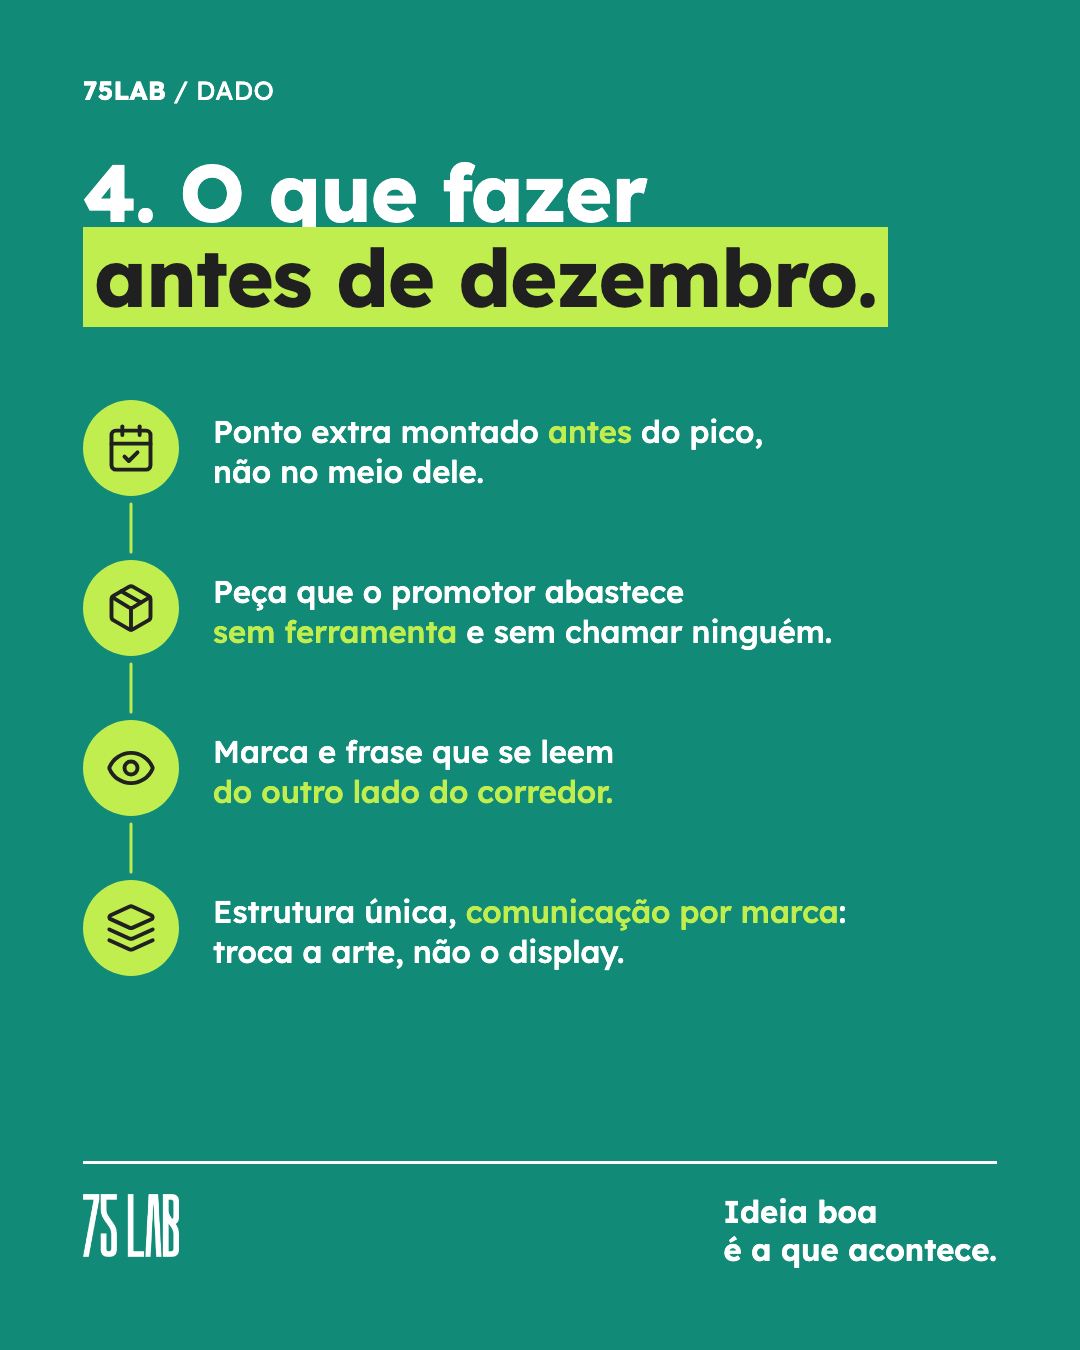 75LAB / DADO
4. O que fazer
antes de dezembro.
Ponto extra montado antes do pico,
não no meio dele.
Peça que o promotor abastece
sem ferramenta e sem chamar ninguém.
Marca e frase que se leem
do outro lado do corredor.
Estrutura única, comunicação por marca:
troca a arte, não o display.
75 LAB
Ideia boa
é a que acontece.